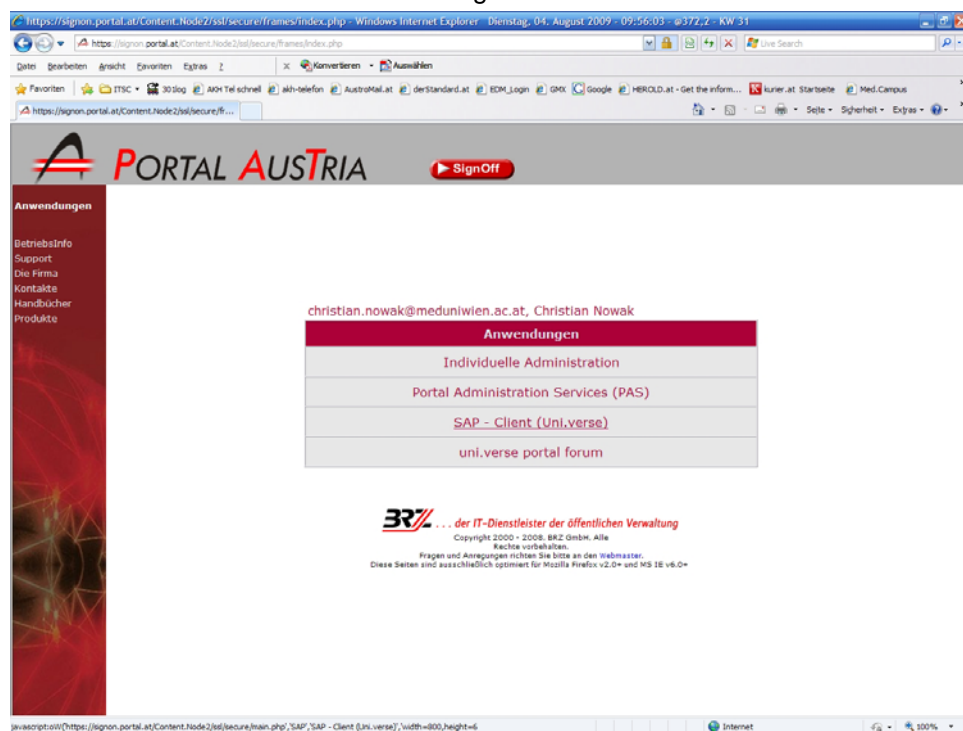 https://signon.portal.at/Content.Node2/ssl/secure/frames/index.php - Windows Internet Explorer Dienstag, 04. August 2009 - 09:56:03 - @372,2 - KW 31
https://signon.portal.at/Content.Node2/ssl/secure/frames/index.php
Live Search
Datei Bearbeiten Ansicht Favoriten Extras ?
x Konvertieren Auswählen
Favoriten ITSC 301log AKH Tel schnell akh-telefon AustroMail.at derStandard.at EDM_Login GMX Google HEROLD.at - Get the inform... kurier.at Startseite Med.Campus
https://signon.portal.at/Content.Node2/ssl/secure/fr...
Seite Sicherheit Extras
PORTAL AUSTRIA
SignOff
Anwendungen
BetriebsInfo
Support
Die Firma
Kontakte
Handbücher
Produkte
christian.nowak@meduniwien.ac.at, Christian Nowak
Anwendungen
Individuelle Administration
Portal Administration Services (PAS)
SAP - Client (Uni.verse)
uni.verse portal forum
BRZ ... der IT-Dienstleister der öffentlichen Verwaltung
Copyright 2000 - 2008. BRZ GmbH. Alle
Rechte vorbehalten.
Fragen und Anregungen richten Sie bitte an den Webmaster.
Diese Seiten sind ausschließlich optimiert für Mozilla Firefox v2.0+ und MS IE v6.0+
javascript:oW('https://signon.portal.at/Content.Node2/ssl/secure/main.php','SAP','SAP - Client (Uni.verse)','width=800,height=6
Internet
100%